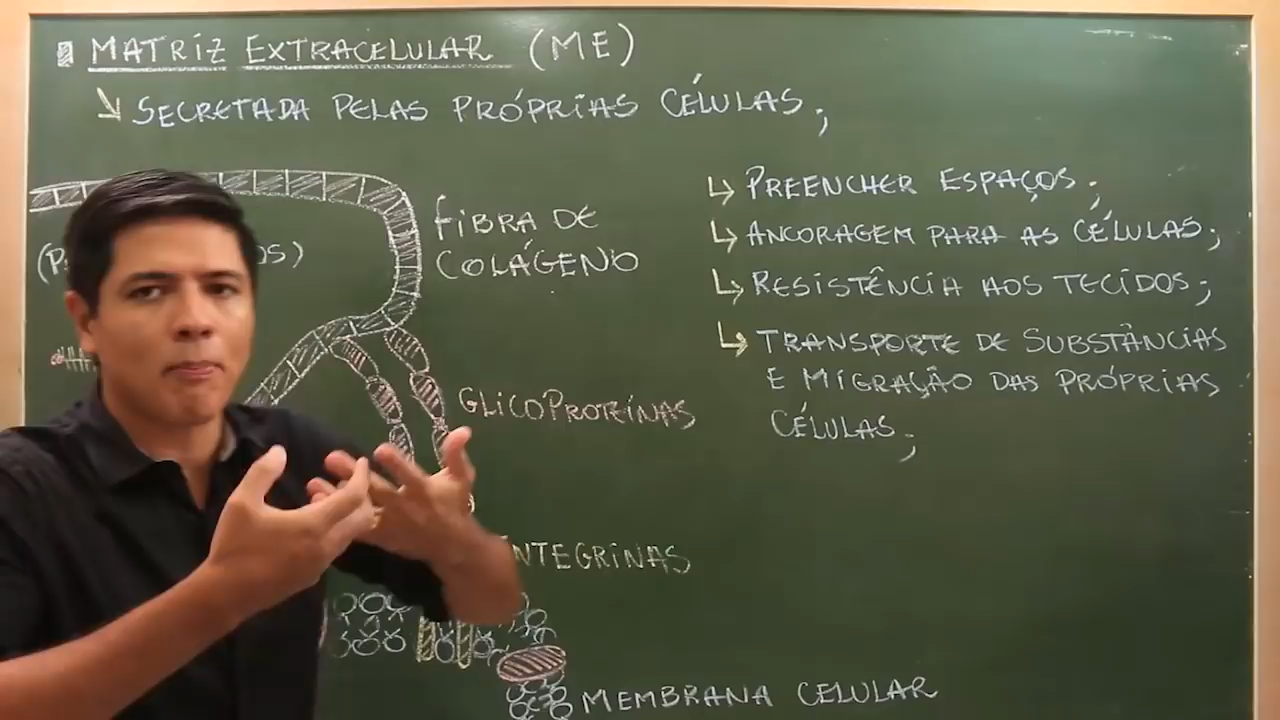 MATRIZ EXTRACELULAR (ME)
SECRETADA PELAS PRÓPRIAS CÉLULAS;
FIBRA DE
COLÁGENO
GLICOPROTEÍNAS
MEMBRANA CELULAR
PREENCHER ESPAÇOS;
ANCORAGEM PARA AS CÉLULAS;
RESISTÊNCIA AOS TECIDOS;
TRANSPORTE DE SUBSTÂNCIAS
E MIGRAÇÃO DAS PRÓPRIAS
CÉLULAS;